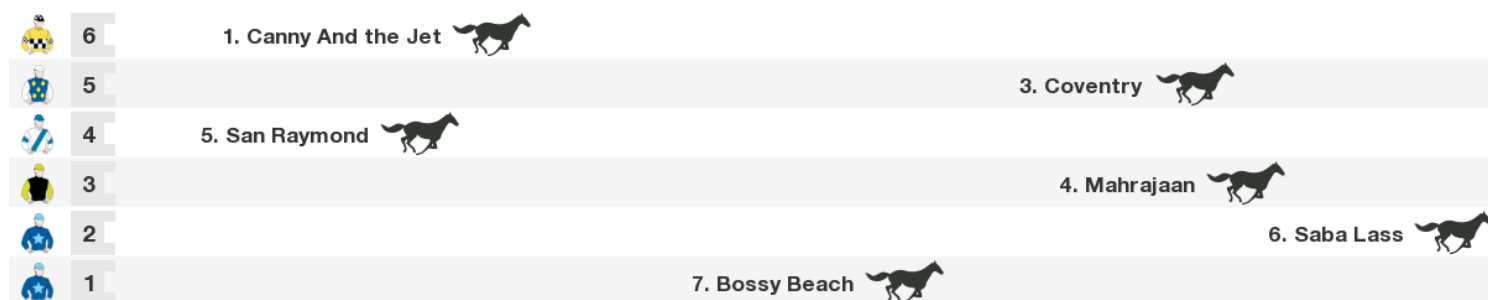 6 1. Canny And the Jet
5 3. Coventry
4 5. San Raymond
3 4. Mahrajaan
2 6. Saba Lass
1 7. Bossy Beach